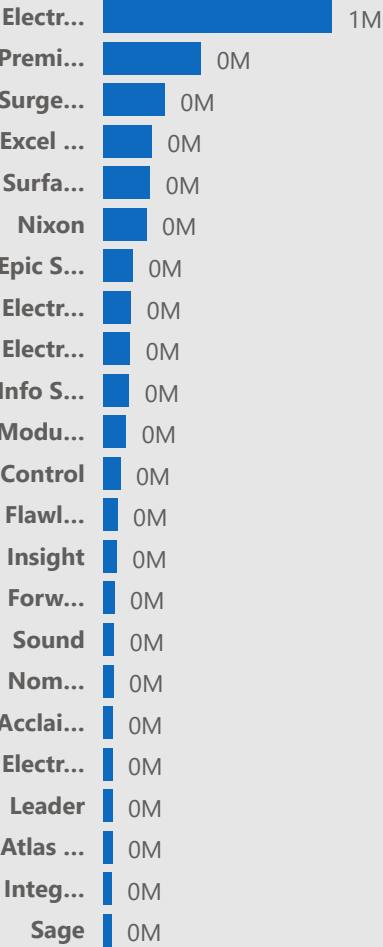 Electr... 1M
Premi... 0M
Surge... 0M
Excel ... 0M
Surfa... 0M
Nixon 0M
Epic S... 0M
Electr... 0M
Electr... 0M
Info S... 0M
Modu... 0M
Control 0M
Flawl... 0M
Insight 0M
Forw... 0M
Sound 0M
Nom... 0M
Acclai... 0M
Electr... 0M
Leader 0M
Atlas ... 0M
Integ... 0M
Sage 0M